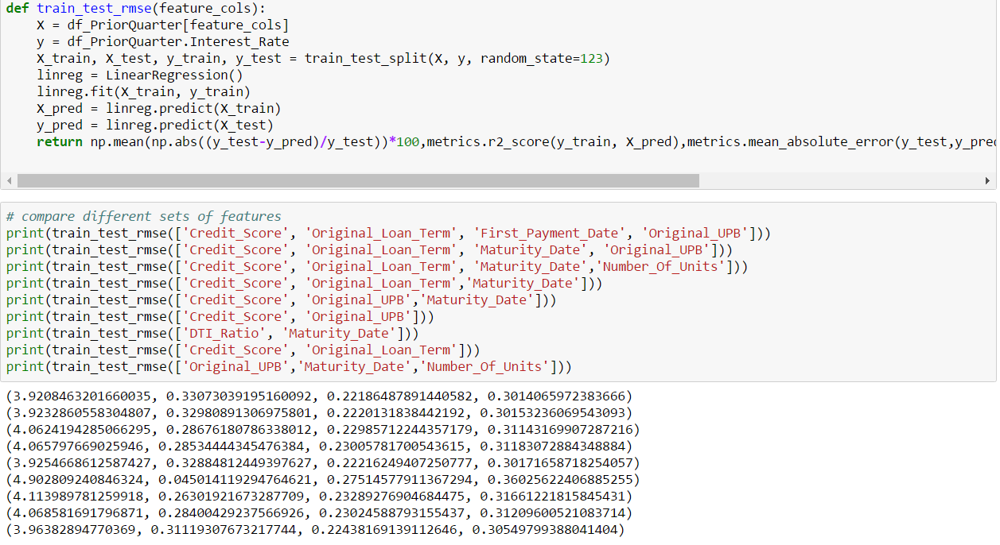 def train_test_rmse(feature_cols):
    X = df_PriorQuarter[feature_cols]
    y = df_PriorQuarter.Interest_Rate
    X_train, X_test, y_train, y_test = train_test_split(X, y, random_state=123)
    linreg = LinearRegression()
    linreg.fit(X_train, y_train)
    X_pred = linreg.predict(X_train)
    y_pred = linreg.predict(X_test)
    return np.mean(np.abs((y_test-y_pred)/y_test))*100,metrics.r2_score(y_train, X_pred),metrics.mean_absolute_error(y_test,y_pred
# compare different sets of features
print(train_test_rmse(['Credit_Score', 'Original_Loan_Term', 'First_Payment_Date', 'Original_UPB']))
print(train_test_rmse(['Credit_Score', 'Original_Loan_Term', 'Maturity_Date', 'Original_UPB']))
print(train_test_rmse(['Credit_Score', 'Original_Loan_Term', 'Maturity_Date','Number_Of_Units']))
print(train_test_rmse(['Credit_Score', 'Original_Loan_Term','Maturity_Date']))
print(train_test_rmse(['Credit_Score', 'Original_UPB','Maturity_Date']))
print(train_test_rmse(['Credit_Score', 'Original_UPB']))
print(train_test_rmse(['DTI_Ratio', 'Maturity_Date']))
print(train_test_rmse(['Credit_Score', 'Original_Loan_Term']))
print(train_test_rmse(['Original_UPB','Maturity_Date','Number_Of_Units']))
(3.9208463201660035, 0.33073039195160092, 0.22186487891440582, 0.3014065972383666)
(3.9232860558304807, 0.32980891306975801, 0.2220131838442192, 0.30153236069543093)
(4.0624194285066295, 0.28676180786338012, 0.22985712244357179, 0.31143169907287216)
(4.065797669025946, 0.28534444345476384, 0.23005781700543615, 0.31183072884348884)
(3.9254668612587427, 0.32884812449397627, 0.22216249407250777, 0.30171658718254057)
(4.902809240846324, 0.045014119294764621, 0.27514577911367294, 0.36025622406885255)
(4.113989781259918, 0.26301921673287709, 0.23289276904684475, 0.31661221815845431)
(4.068581691796871, 0.28400429237566926, 0.23024588793155437, 0.31209600521083714)
(3.96382894770369, 0.31119307673217744, 0.22438169139112646, 0.30549799388041404)